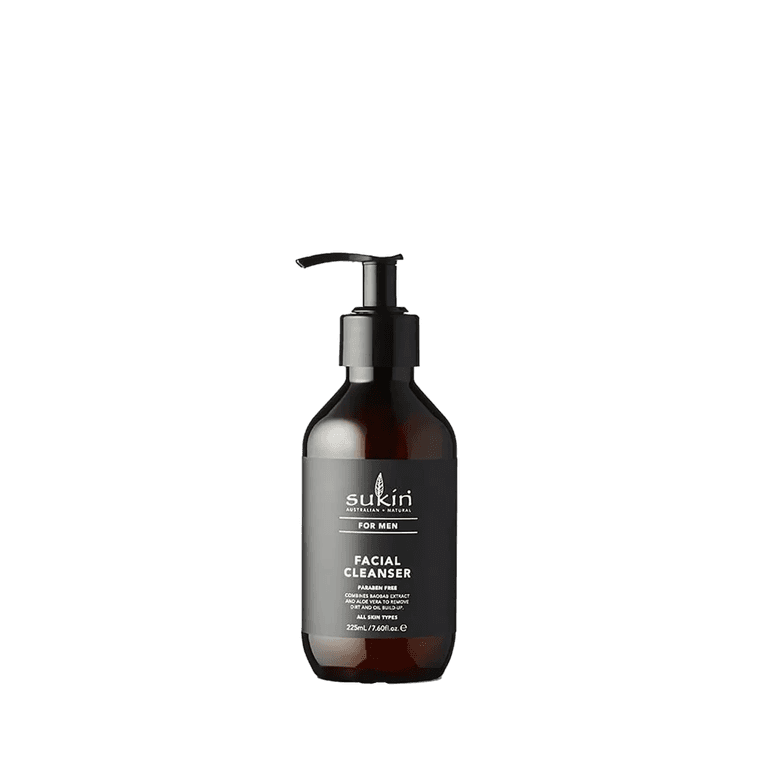 sukin
AUSTRALIAN + NATURAL
FOR MEN
FACIAL
CLEANSER
PARABEN FREE
COMBINES BAOBAB EXTRACT
AND ALOE VERA TO REMOVE
DIRT AND OIL BUILD-UP.
ALL SKIN TYPES
225mL / 7.60fl.oz. ℮